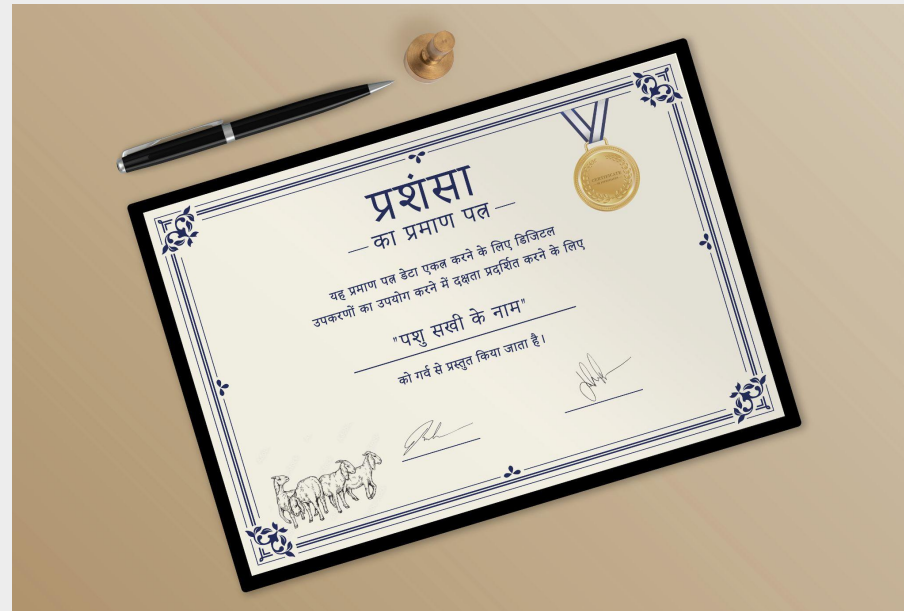 प्रशंसा
का प्रमाण पत्र
यह प्रमाण पत्र डेटा एकत्र करने के लिए डिजिटल
उपकरणों का उपयोग करने में दक्षता प्रदर्शित करने के लिए
"पशु सखी के नाम"
को गर्व से प्रस्तुत किया जाता है।